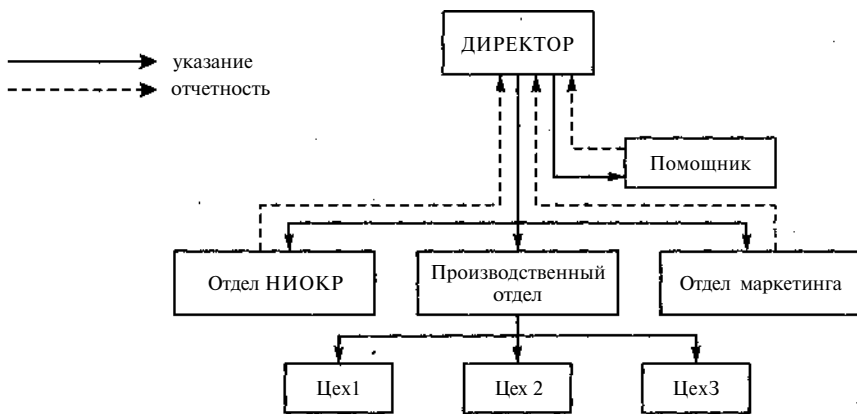 ДИРЕКТОР
указание
отчетность
Помощник
Отдел НИОКР
Производственный
отдел
Отдел маркетинга
Цех1
Цех 2
Цех3